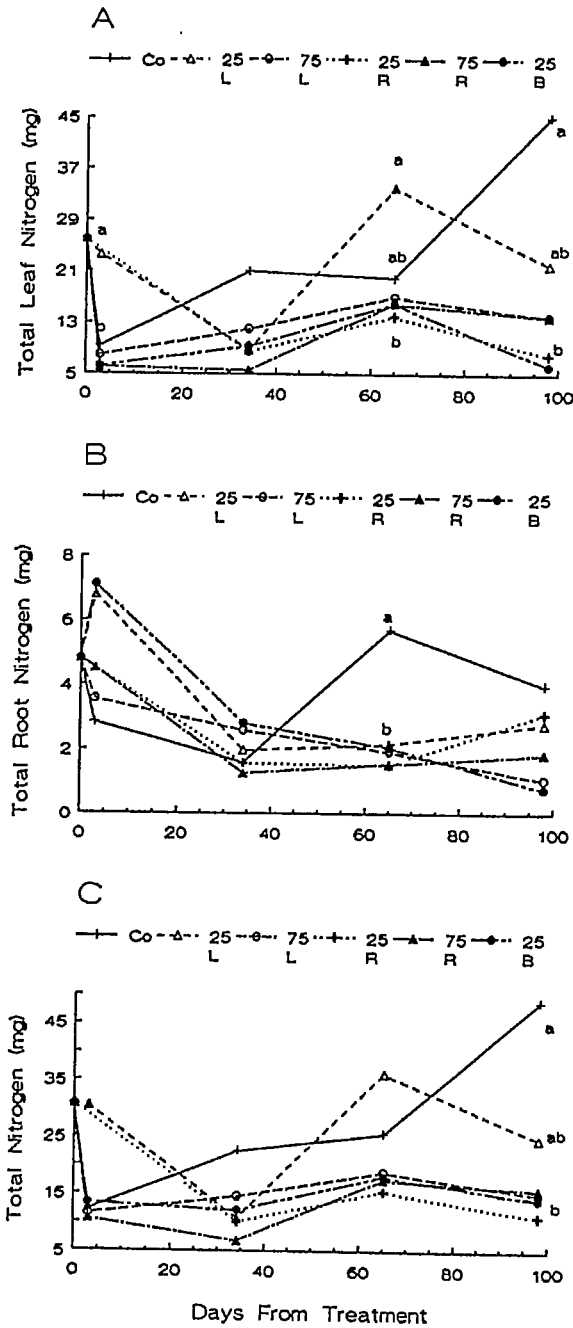 A
Co 25 75 25 75 25
L L R R B
Total Leaf Nitrogen (mg)
45
37
29
21
13
5
a
a
a
ab
ab
b
b
0 20 40 60 80 100
B
Co 25 75 25 75 25
L L R R B
Total Root Nitrogen (mg)
8
6
4
2
0
a
b
0 20 40 60 80 100
C
Co 25 75 25 75 25
L L R R B
Total Nitrogen (mg)
45
35
25
15
5
a
ab
b
0 20 40 60 80 100
Days From Treatment